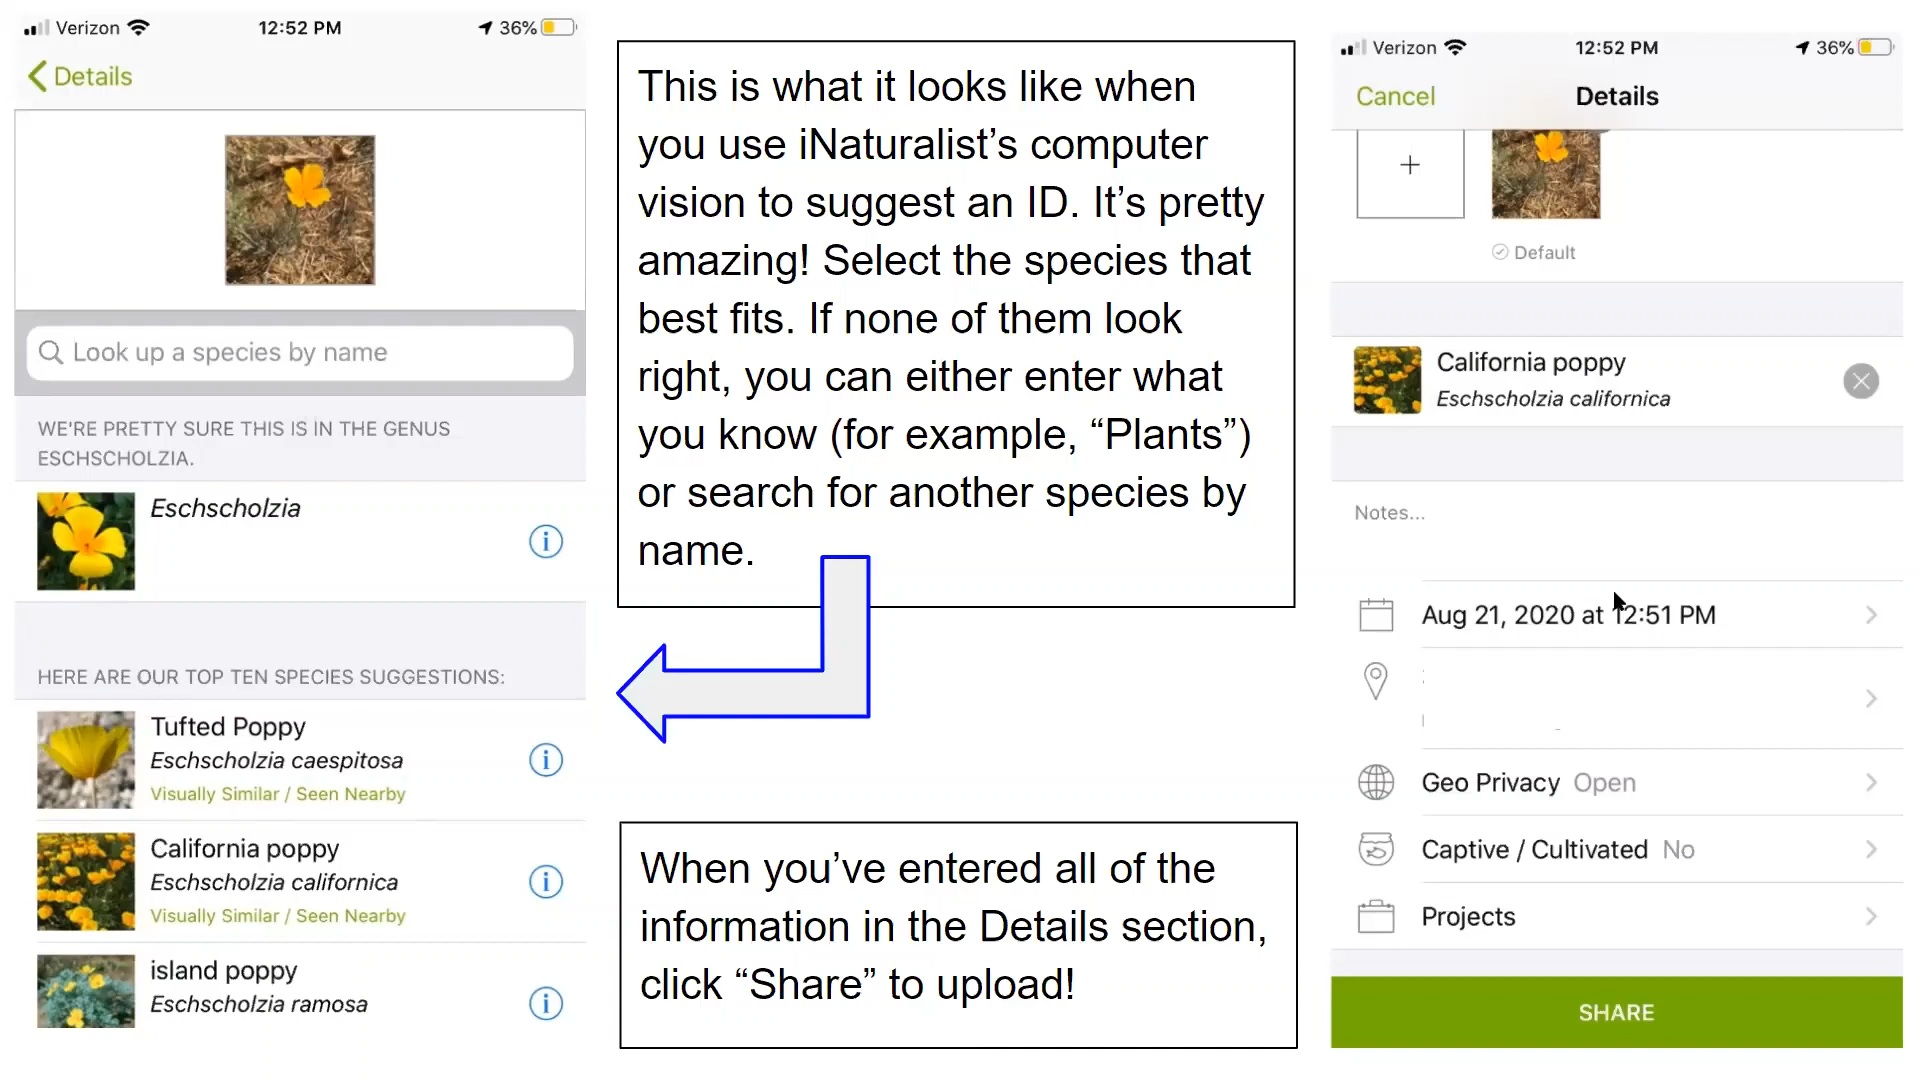 Verizon 12:52 PM 36%
Details
Look up a species by name
WE'RE PRETTY SURE THIS IS IN THE GENUS
ESCHSCHOLZIA.
Eschscholzia
HERE ARE OUR TOP TEN SPECIES SUGGESTIONS:
Tufted Poppy
Eschscholzia caespitosa
Visually Similar / Seen Nearby
California poppy
Eschscholzia californica
Visually Similar / Seen Nearby
island poppy
Eschscholzia ramosa
This is what it looks like when
you use iNaturalist’s computer
vision to suggest an ID. It’s pretty
amazing! Select the species that
best fits. If none of them look
right, you can either enter what
you know (for example, “Plants”)
or search for another species by
name.
When you’ve entered all of the
information in the Details section,
click “Share” to upload!
Verizon 12:52 PM 36%
Cancel Details
Default
California poppy
Eschscholzia californica
Notes...
Aug 21, 2020 at 12:51 PM
Geo Privacy Open
Captive / Cultivated No
Projects
SHARE